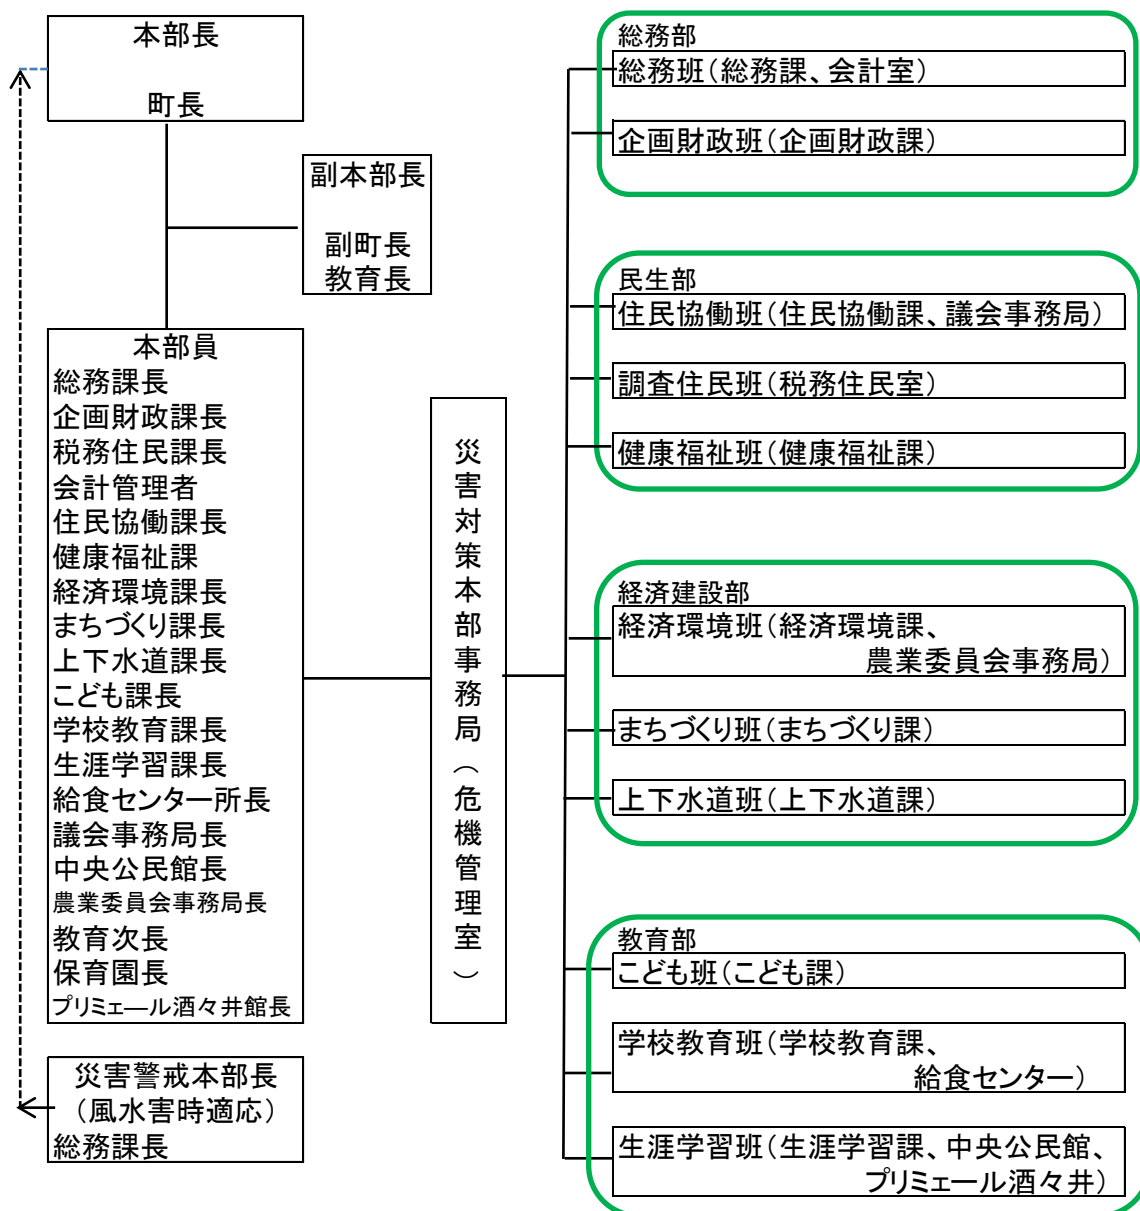 本部長
町長
副本部長
副町長
教育長
本部員
総務課長
企画財政課長
税務住民課長
会計管理者
住民協働課長
健康福祉課
経済環境課長
まちづくり課長
上下水道課長
こども課長
学校教育課長
生涯学習課長
給食センター所長
議会事務局長
中央公民館長
農業委員会事務局長
教育次長
保育園長
プリミエ―ル酒々井館長
災害警戒本部長
（風水害時適応）
総務課長
災害対策本部事務局（危機管理室）
総務部
総務班（総務課、会計室）
企画財政班（企画財政課）
民生部
住民協働班（住民協働課、議会事務局）
調査住民班（税務住民室）
健康福祉班（健康福祉課）
経済建設部
経済環境班（経済環境課、
農業委員会事務局）
まちづくり班（まちづくり課）
上下水道班（上下水道課）
教育部
こども班（こども課）
学校教育班（学校教育課、
給食センター）
生涯学習班（生涯学習課、中央公民館、
プリミエール酒々井）